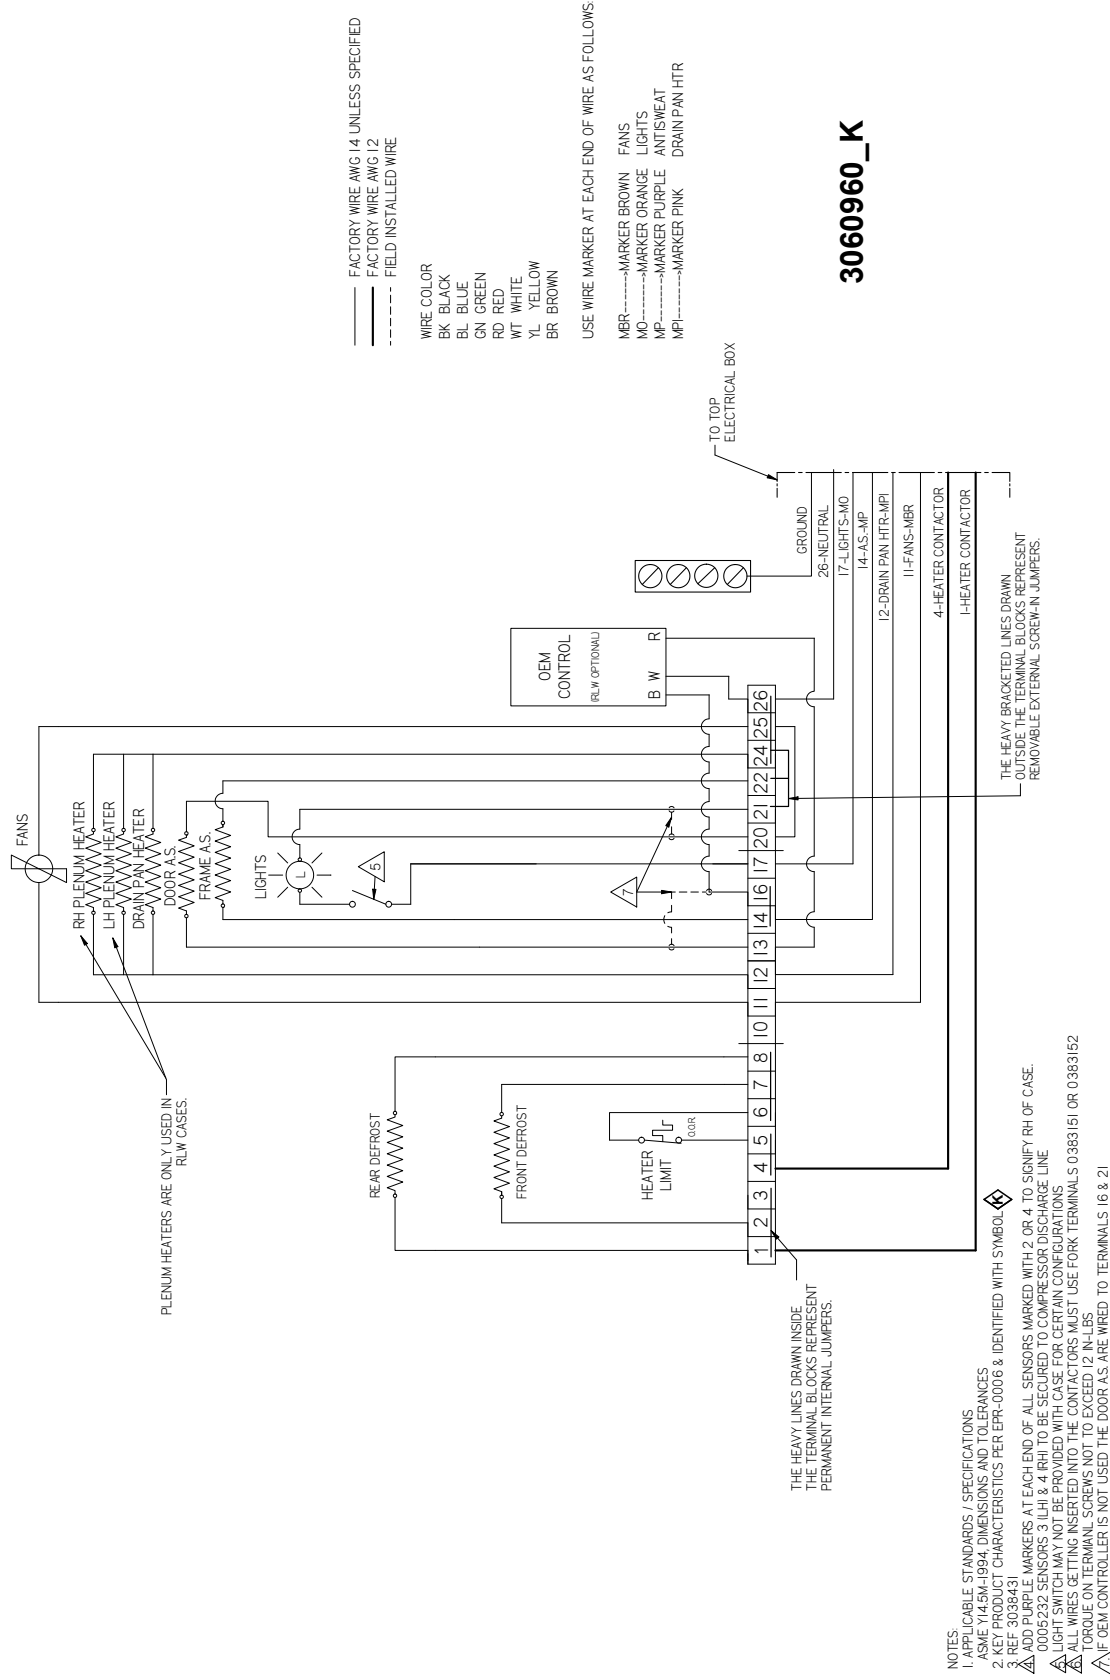 FACTORY WIRE AWG 14 UNLESS SPECIFIED
FACTORY WIRE AWG 12
FIELD INSTALLED WIRE
WIRE COLOR
BK BLACK
BL BLUE
GN GREEN
RD RED
WT WHITE
YL YELLOW
BR BROWN
USE WIRE MARKER AT EACH END OF WIRE AS FOLLOWS:
MBR------>MARKER BROWN FANS
MO------->MARKER ORANGE LIGHTS
MP------->MARKER PURPLE ANTISWEAT
MPI------>MARKER PINK DRAIN PAN HTR
3060960_K
FANS
RH PLENUM HEATER
LH PLENUM HEATER
DRAIN PAN HEATER
DOOR A.S.
FRAME A.S.
LIGHTS
L
5
7
PLENUM HEATERS ARE ONLY USED IN
RLW CASES.
REAR DEFROST
FRONT DEFROST
HEATER
LIMIT
O.O.R.
OEM
CONTROL
(RLW OPTIONAL)
B W R
1 2 3 4 5 6 7 8 10 11 12 13 14 16 17 20 21 22 24 25 26
TO TOP
ELECTRICAL BOX
GROUND
26-NEUTRAL
17-LIGHTS-MO
14-A.S.-MP
12-DRAIN PAN HTR-MPI
11-FANS-MBR
4-HEATER CONTACTOR
1-HEATER CONTACTOR
THE HEAVY BRACKETED LINES DRAWN
OUTSIDE THE TERMINAL BLOCKS REPRESENT
REMOVABLE EXTERNAL SCREW-IN JUMPERS.
THE HEAVY LINES DRAWN INSIDE
THE TERMINAL BLOCKS REPRESENT
PERMANENT INTERNAL JUMPERS.
NOTES:
1. APPLICABLE STANDARDS / SPECIFICATIONS
ASME Y14.5M-1994, DIMENSIONS AND TOLERANCES
2. KEY PRODUCT CHARACTERISTICS PER EPR-0006 & IDENTIFIED WITH SYMBOL K
3. REF 3038431
4. ADD PURPLE MARKERS AT EACH END OF ALL SENSORS MARKED WITH 2 OR 4 TO SIGNIFY RH OF CASE.
0005232 SENSORS 3 (LH) & 4 (RH) TO BE SECURED TO COMPRESSOR DISCHARGE LINE
5. LIGHT SWITCH MAY NOT BE PROVIDED WITH CASE FOR CERTAIN CONFIGURATIONS
6. ALL WIRES GETTING INSERTED INTO THE CONTACTORS MUST USE FORK TERMINALS 0383151 OR 0383152
TORQUE ON TERMIANL SCREWS NOT TO EXCEED 12 IN-LBS
7. IF OEM CONTROLLER IS NOT USED THE DOOR A.S. ARE WIRED TO TERMINALS 16 & 21